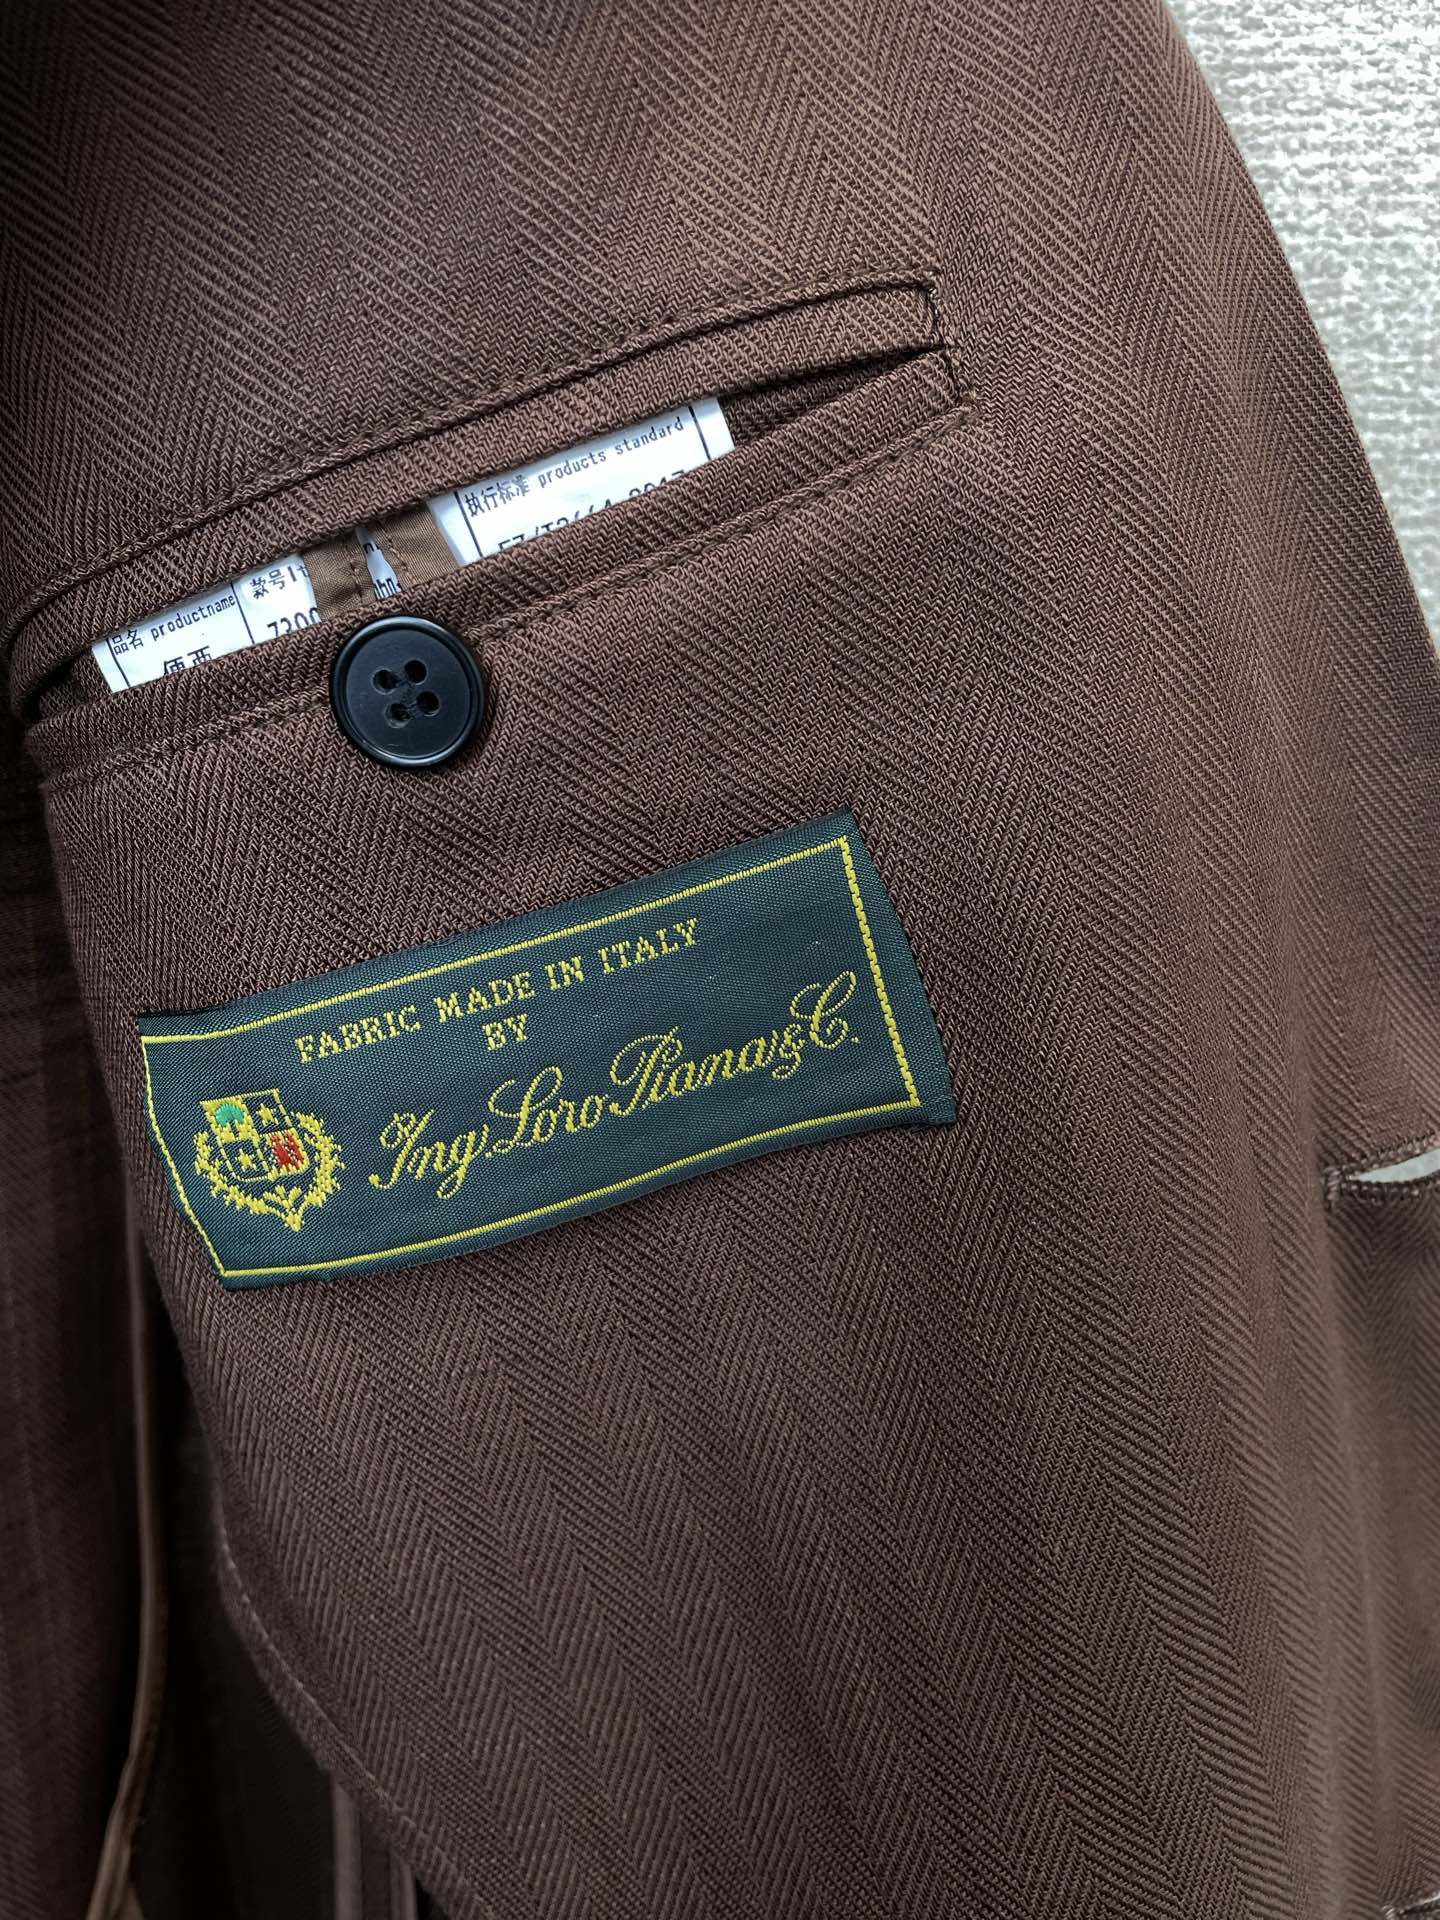 执行标准 products standard
品名 productname
款号
FABRIC MADE IN ITALY
BY
Ing. Loro Piana & C.